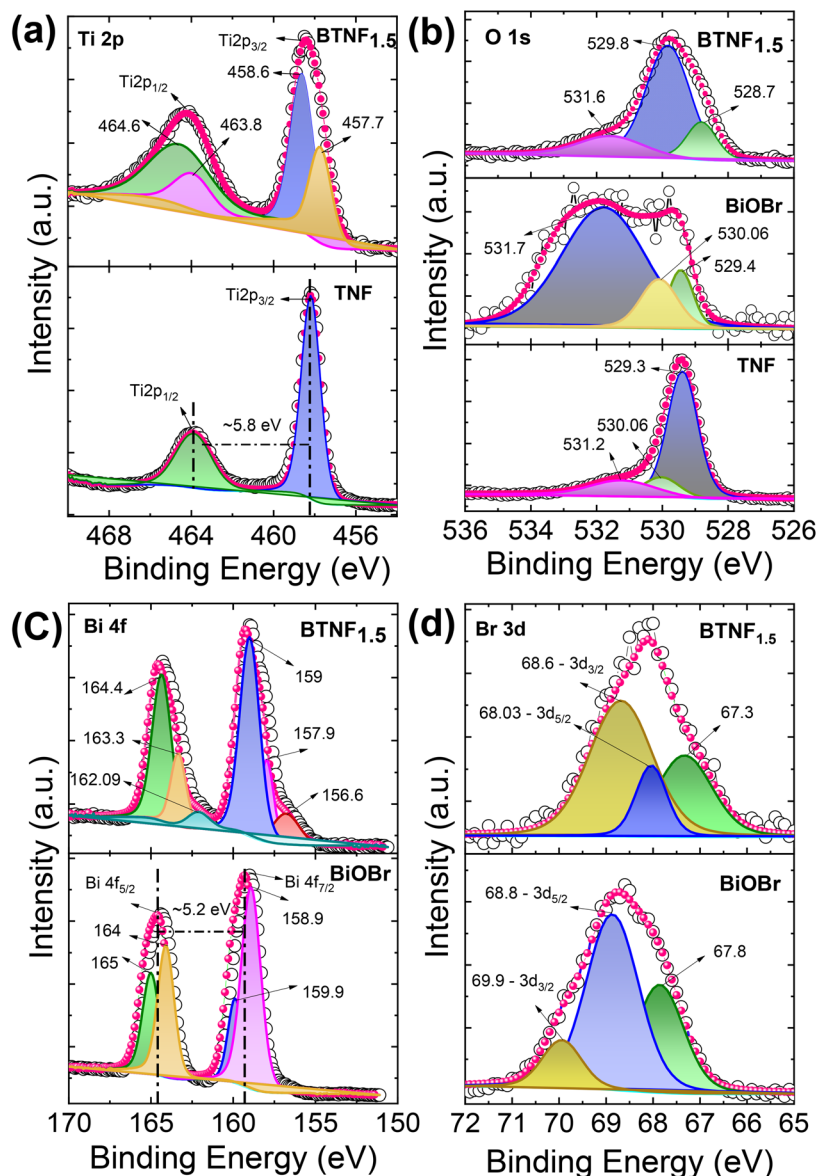 (a)
Ti 2p
Ti2p3/2
BTNF1.5
458.6
Ti2p1/2
464.6
463.8
457.7
Ti2p3/2
TNF
Ti2p1/2
~5.8 eV
468 464 460 456
Binding Energy (eV)
Intensity (a.u.)
(b)
O 1s
529.8
BTNF1.5
531.6
528.7
BiOBr
531.7
530.06
529.4
TNF
529.3
530.06
531.2
536 534 532 530 528 526
Binding Energy (eV)
Intensity (a.u.)
(C)
Bi 4f
BTNF1.5
164.4
159
163.3
157.9
162.09
156.6
BiOBr
Bi 4f5/2
~5.2 eV
Bi 4f7/2
164
158.9
165
159.9
170 165 160 155 150
Binding Energy (eV)
Intensity (a.u.)
(d)
Br 3d
BTNF1.5
68.6 - 3d3/2
68.03 - 3d5/2
67.3
BiOBr
68.8 - 3d5/2
67.8
69.9 - 3d3/2
72 71 70 69 68 67 66 65
Binding Energy (eV)
Intensity (a.u.)